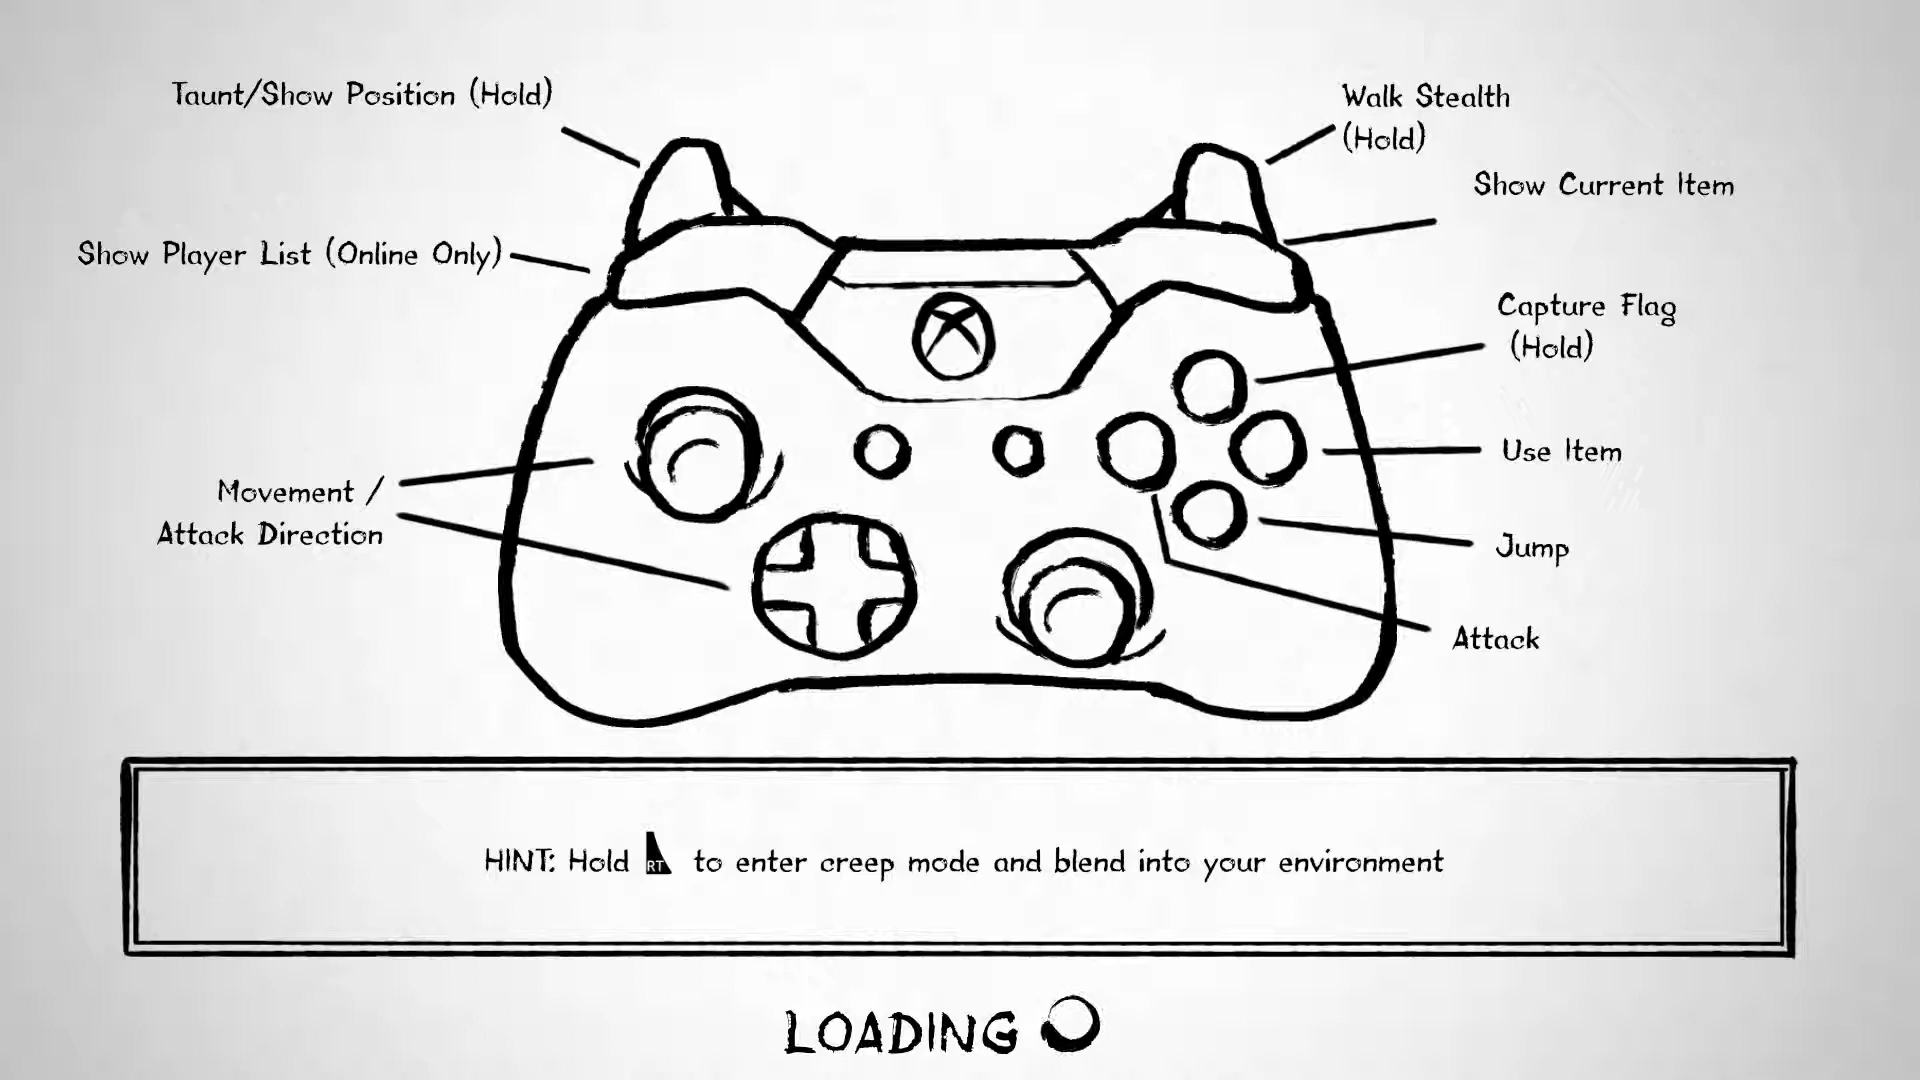 Taunt/Show Position (Hold)
Walk Stealth
(Hold)
Show Current Item
Show Player List (Online Only)
Capture Flag
(Hold)
Use Item
Movement /
Attack Direction
Jump
Attack
HINT: Hold RT to enter creep mode and blend into your environment
LOADING